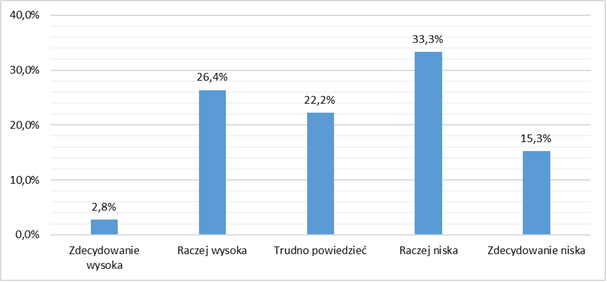 40,0%
30,0%
20,0%
10,0%
0,0%
2,8%
26,4%
22,2%
33,3%
15,3%
Zdecydowanie
wysoka
Raczej wysoka
Trudno powiedzieć
Raczej niska
Zdecydowanie niska